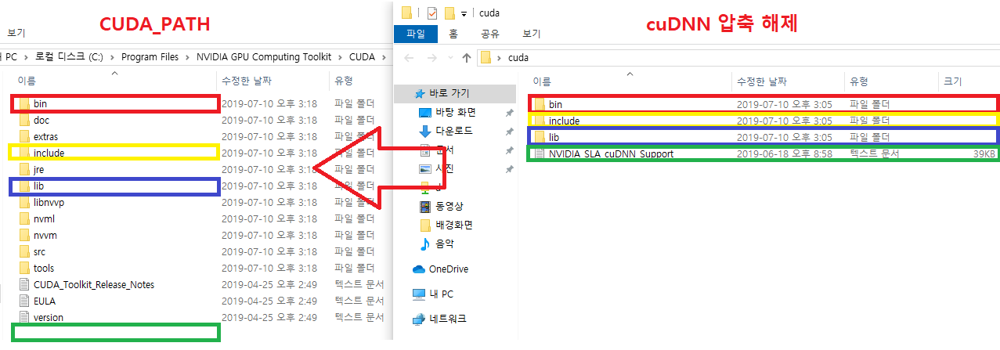 CUDA_PATH
보기
PC > 로컬 디스크 (C:) > Program Files > NVIDIA GPU Computing Toolkit > CUDA >
이름 수정한 날짜 유형
bin 2019-07-10 오후 3:18 파일 폴더
doc 2019-07-10 오후 3:18 파일 폴더
extras 2019-07-10 오후 3:18 파일 폴더
include 2019-07-10 오후 3:18 파일 폴더
jre 2019-07-10 오후 3:18 파일 폴더
lib 2019-07-10 오후 3:18 파일 폴더
libnvvp 2019-07-10 오후 3:18 파일 폴더
nvml 2019-07-10 오후 3:18 파일 폴더
nvvm 2019-07-10 오후 3:18 파일 폴더
src 2019-07-10 오후 3:18 파일 폴더
tools 2019-07-10 오후 3:18 파일 폴더
CUDA_Toolkit_Release_Notes 2019-04-25 오후 2:49 텍스트 문서
EULA 2019-04-25 오후 2:49 텍스트 문서
version 2019-04-25 오후 2:49 텍스트 문서
cuda
cuDNN 압축 해제
파일 홈 공유 보기
> cuda
바로 가기
바탕 화면
다운로드
문서
사진
동영상
배경화면
음악
OneDrive
내 PC
네트워크
이름 수정한 날짜 유형 크기
bin 2019-07-10 오후 3:05 파일 폴더
include 2019-07-10 오후 3:05 파일 폴더
lib 2019-07-10 오후 3:05 파일 폴더
NVIDIA_SLA_cuDNN_Support 2019-06-18 오후 8:58 텍스트 문서 39KB